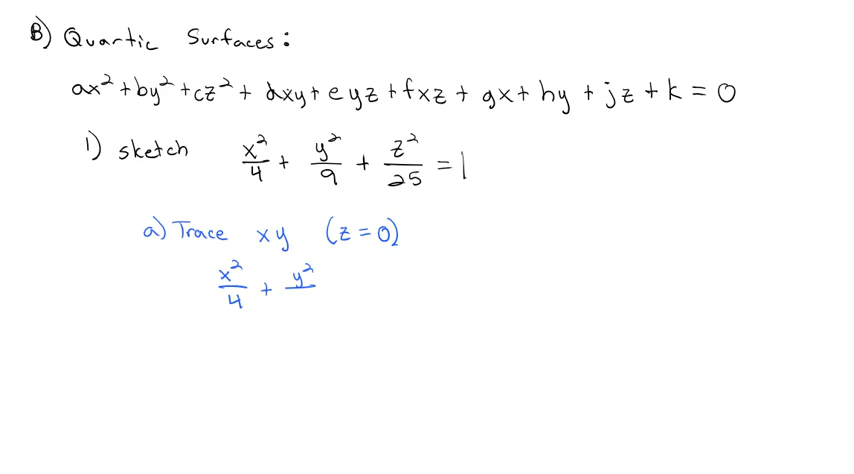 B) Quartic Surfaces:
ax² + by² + cz² + dxy + eyz + fxz + gx + hy + jz + k = 0
1) sketch x²/4 + y²/9 + z²/25 = 1
a) Trace xy (z = 0)
x²/4 + y²/